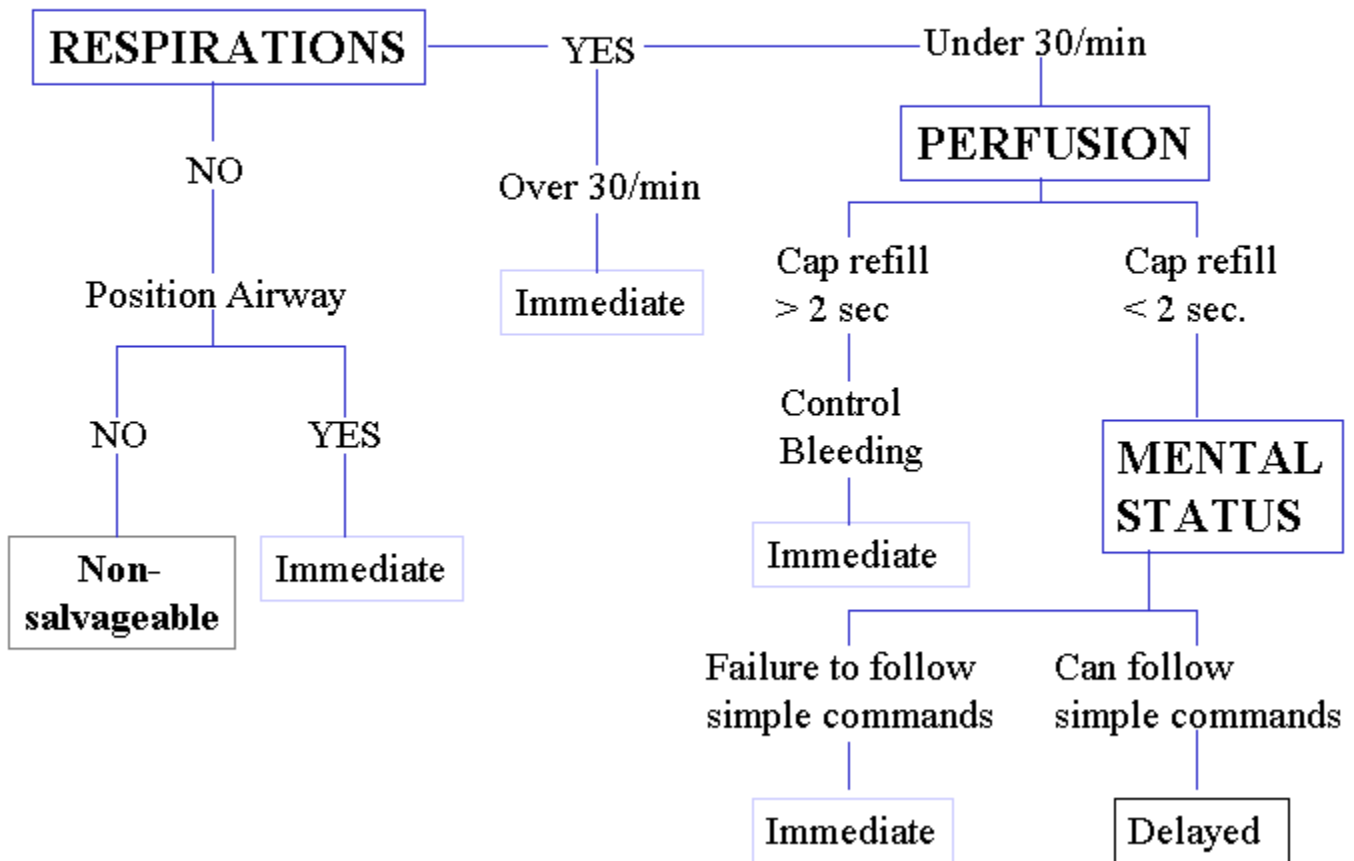 RESPIRATIONS
YES
Under 30/min
PERFUSION
NO
Over 30/min
Cap refill
> 2 sec
Cap refill
< 2 sec.
Position Airway
Immediate
Control
Bleeding
NO
YES
MENTAL
STATUS
Non-
salvageable
Immediate
Immediate
Failure to follow
simple commands
Can follow
simple commands
Immediate
Delayed